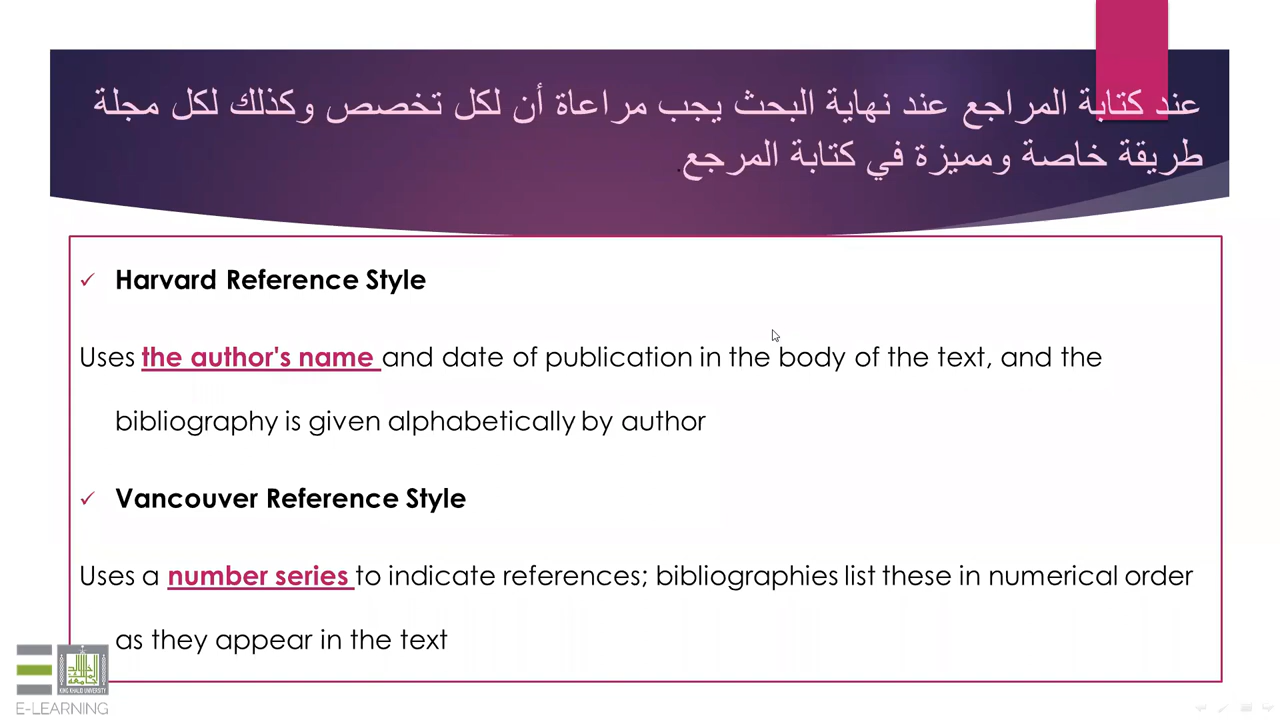 عند كتابة المراجع عند نهاية البحث يجب مراعاة أن لكل تخصص وكذلك لكل مجلة
طريقة خاصة ومميزة في كتابة المرجع.
✓ Harvard Reference Style
Uses the author's name and date of publication in the body of the text, and the
bibliography is given alphabetically by author
✓ Vancouver Reference Style
Uses a number series to indicate references; bibliographies list these in numerical order
as they appear in the text
KING KHALID UNIVERSITY
E-LEARNING